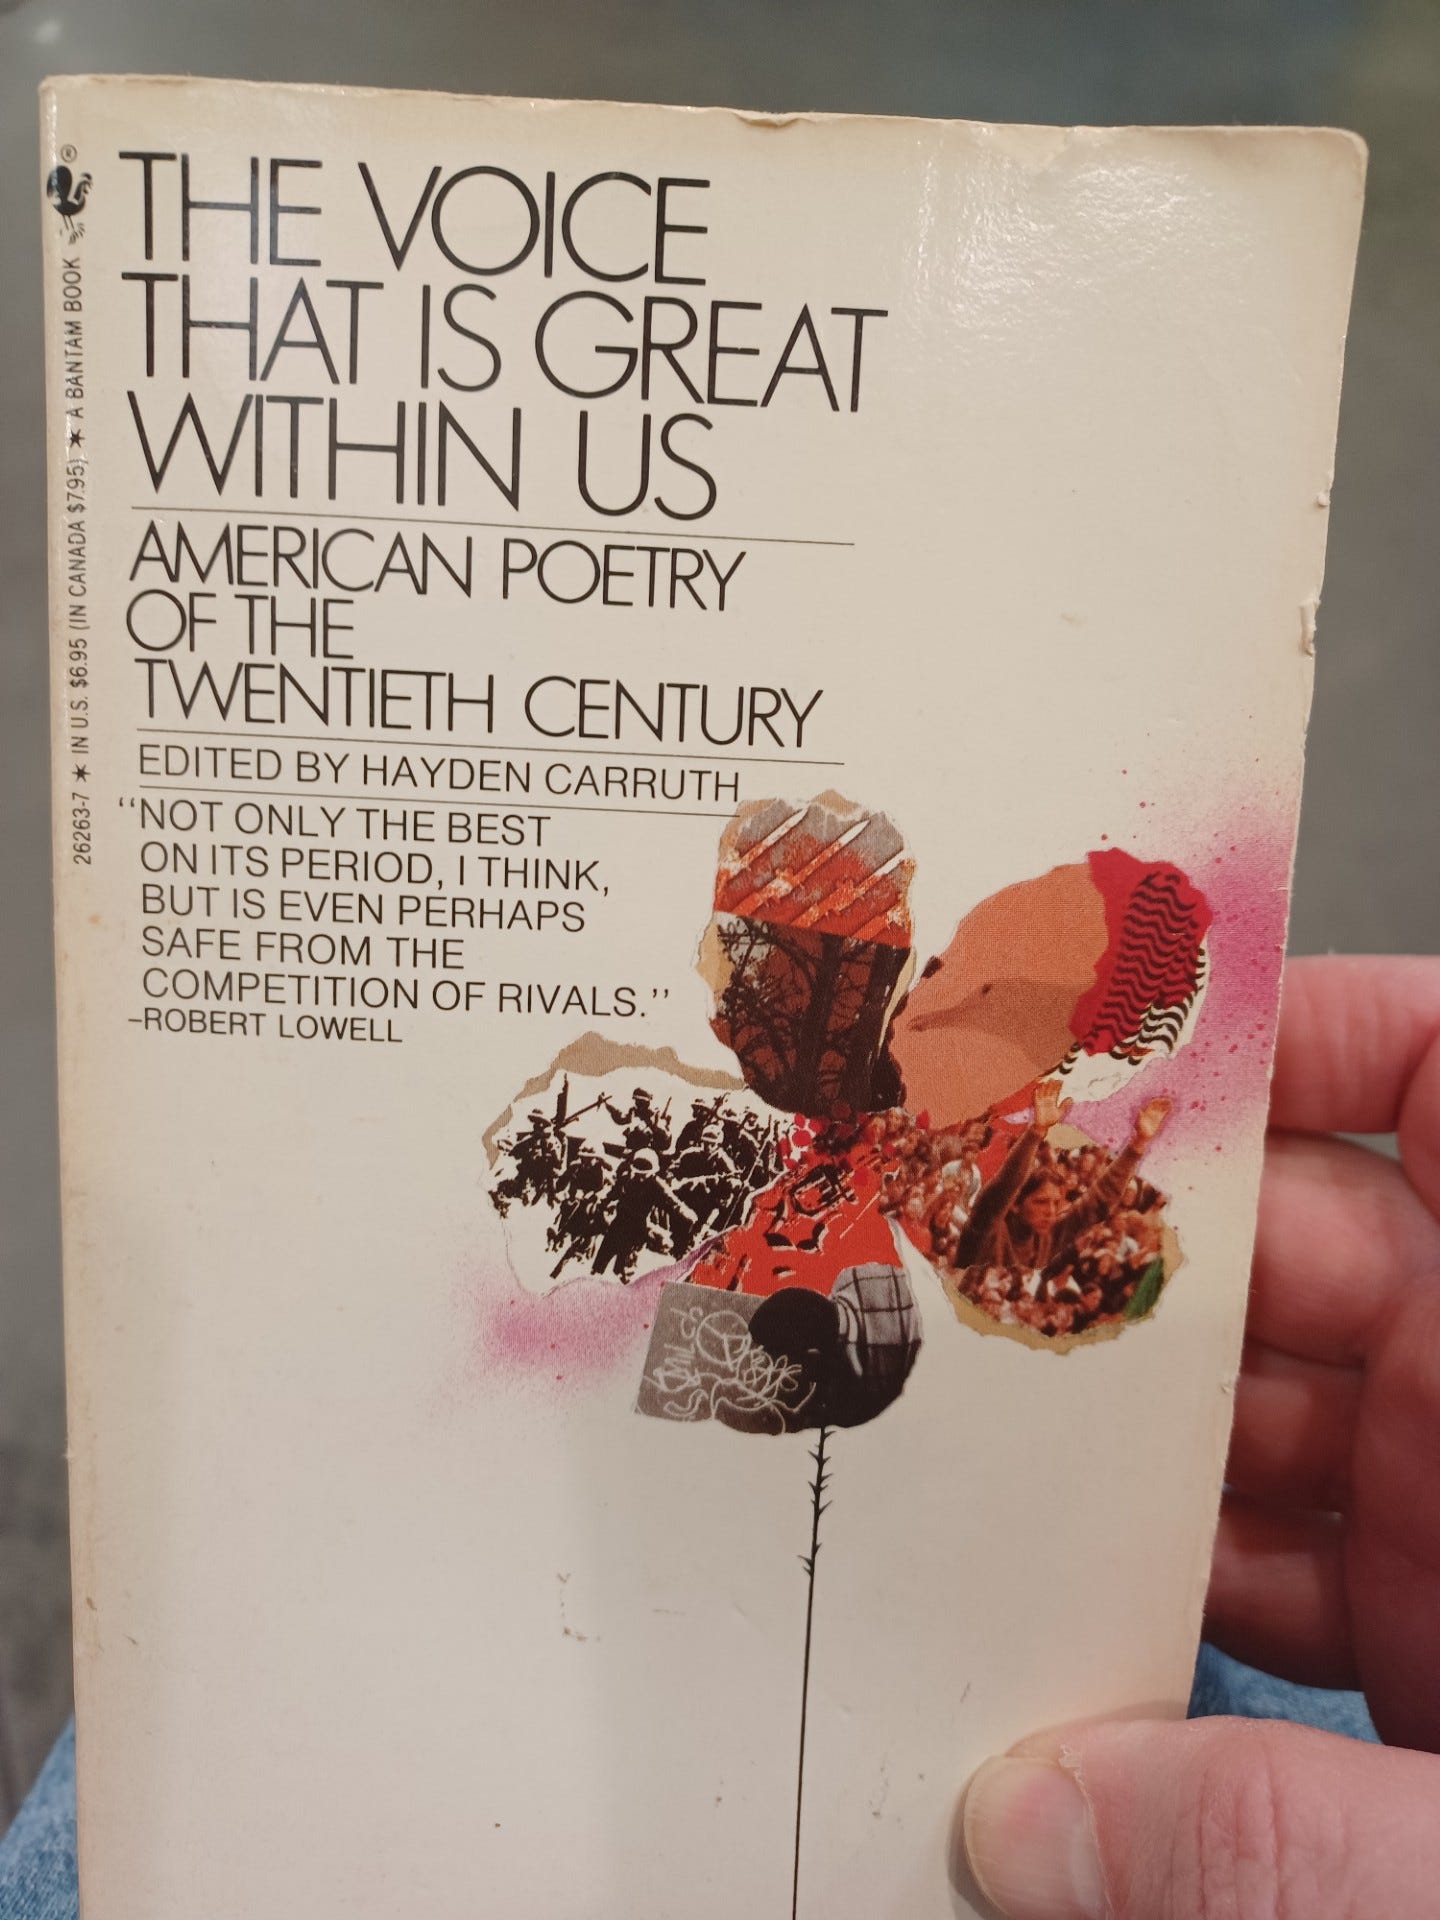 THE VOICE
THAT IS GREAT
WITHIN US
AMERICAN POETRY
OF THE
TWENTIETH CENTURY
EDITED BY HAYDEN CARRUTH
"NOT ONLY THE BEST
ON ITS PERIOD, I THINK,
BUT IS EVEN PERHAPS
SAFE FROM THE
COMPETITION OF RIVALS."
–ROBERT LOWELL
26263-7 * IN U.S. $6.95 (IN CANADA $7.95) * A BANTAM BOOK
®